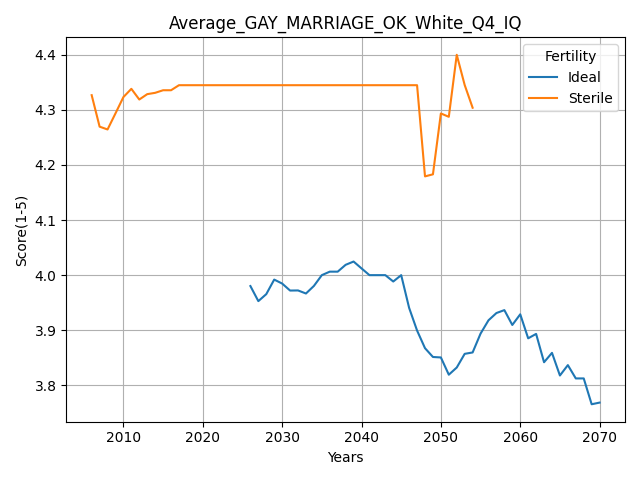 Average_GAY_MARRIAGE_OK_White_Q4_IQ
Fertility
Ideal
Sterile
Score(1-5)
4.4
4.3
4.2
4.1
4.0
3.9
3.8
2010 2020 2030 2040 2050 2060 2070
Years